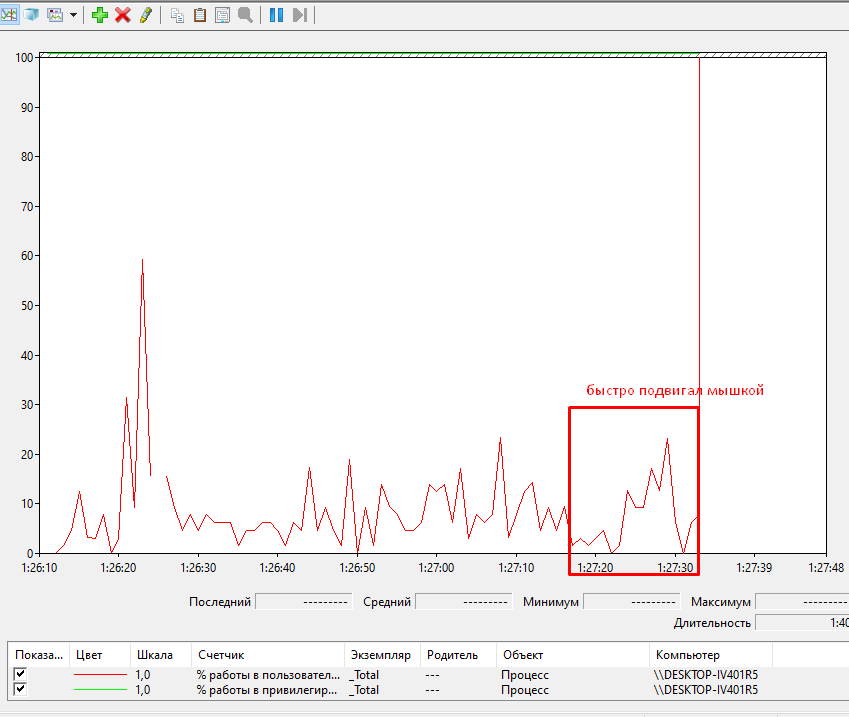 100
90
80
70
60
50
40
30
20
10
0
быстро подвигал мышкой
1:26:10 1:26:20 1:26:30 1:26:40 1:26:50 1:27:00 1:27:10 1:27:20 1:27:30 1:27:39 1:27:48
Последний --------- Средний --------- Минимум --------- Максимум ---------
Длительность 1:40
Показа... Цвет Шкала Счетчик Экземпляр Родитель Объект Компьютер
1,0 % работы в пользовател... _Total --- Процесс \\DESKTOP-IV401R5
1,0 % работы в привилегир... _Total --- Процесс \\DESKTOP-IV401R5